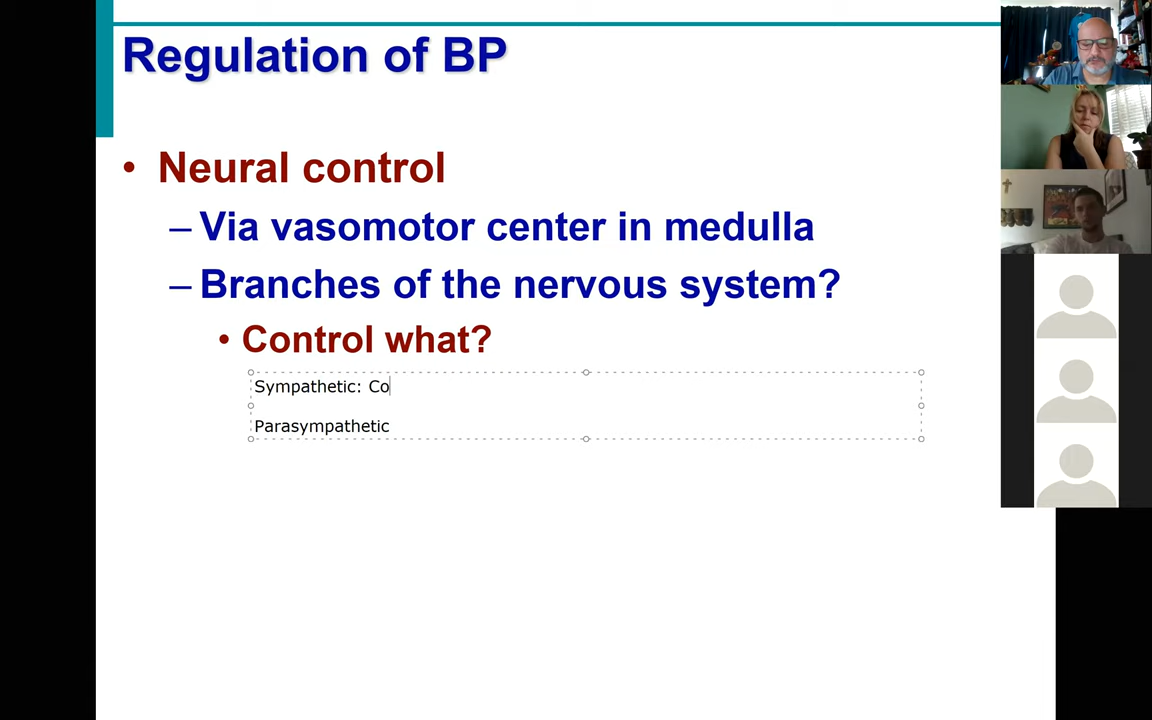 Regulation of BP
• Neural control
– Via vasomotor center in medulla
– Branches of the nervous system?
• Control what?
Sympathetic: Co
Parasympathetic